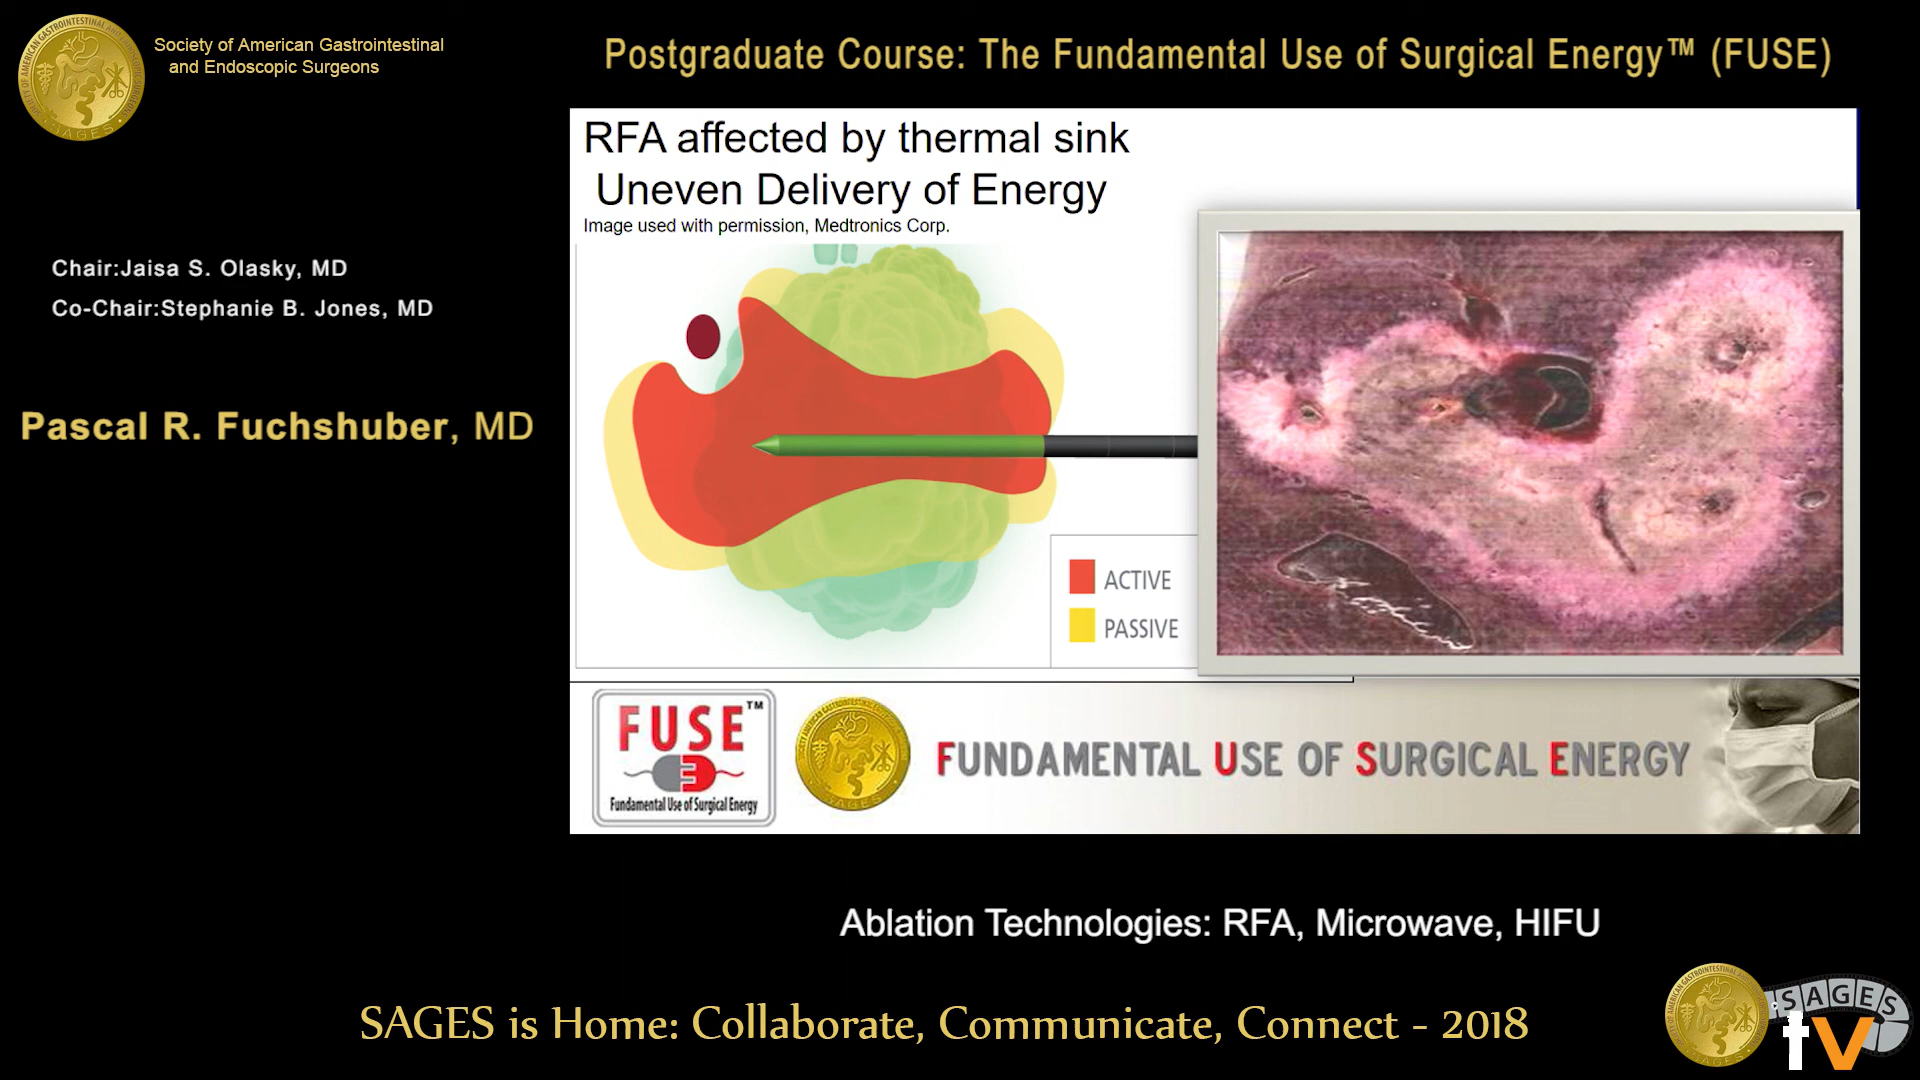 Society of American Gastrointestinal
and Endoscopic Surgeons
Postgraduate Course: The Fundamental Use of Surgical Energy™ (FUSE)
Chair:Jaisa S. Olasky, MD
Co-Chair:Stephanie B. Jones, MD
Pascal R. Fuchshuber, MD
RFA affected by thermal sink
Uneven Delivery of Energy
Image used with permission, Medtronics Corp.
ACTIVE
PASSIVE
FUSE™
Fundamental Use of Surgical Energy
FUNDAMENTAL USE OF SURGICAL ENERGY
Ablation Technologies: RFA, Microwave, HIFU
SAGES is Home: Collaborate, Communicate, Connect - 2018
SAGES
tv